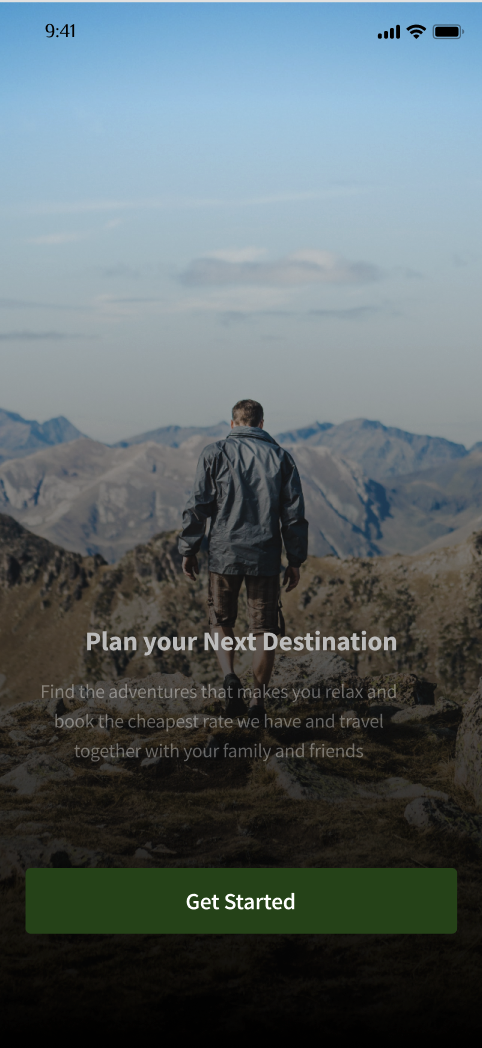 9:41
Plan your Next Destination
Find the adventures that makes you relax and
book the cheapest rate we have and travel
together with your family and friends
Get Started